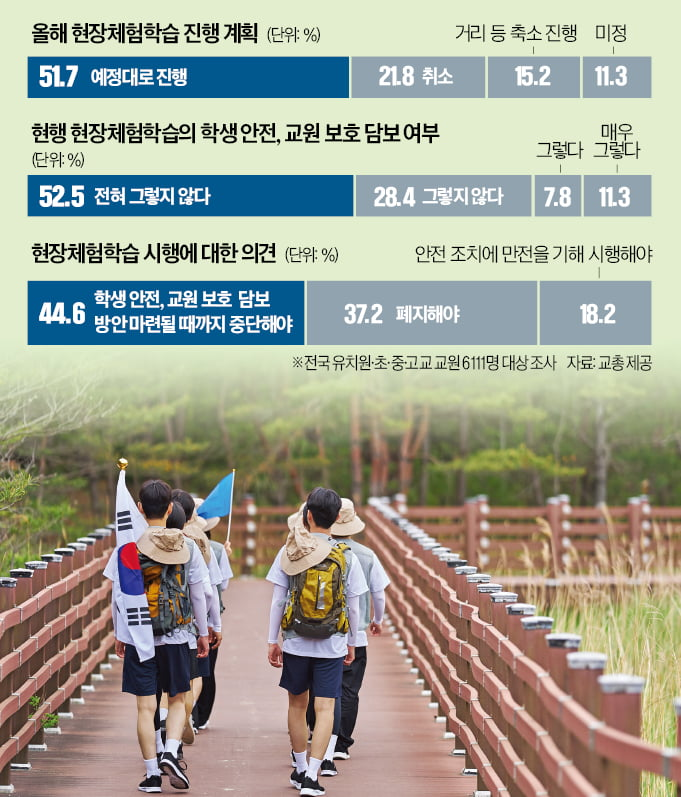 올해 현장체험학습 진행 계획 (단위: %)
거리 등 축소 진행 미정
51.7 예정대로 진행 21.8 취소 15.2 11.3
현행 현장체험학습의 학생 안전, 교원 보호 담보 여부
(단위: %)
그렇다
매우
그렇다
52.5 전혀 그렇지 않다 28.4 그렇지 않다 7.8 11.3
현장체험학습 시행에 대한 의견 (단위: %)
안전 조치에 만전을 기해 시행해야
44.6 학생 안전, 교원 보호 담보
방안 마련될 때까지 중단해야
37.2 폐지해야 18.2
※전국 유치원·초·중·고교 교원 6111명 대상 조사 자료: 교총 제공